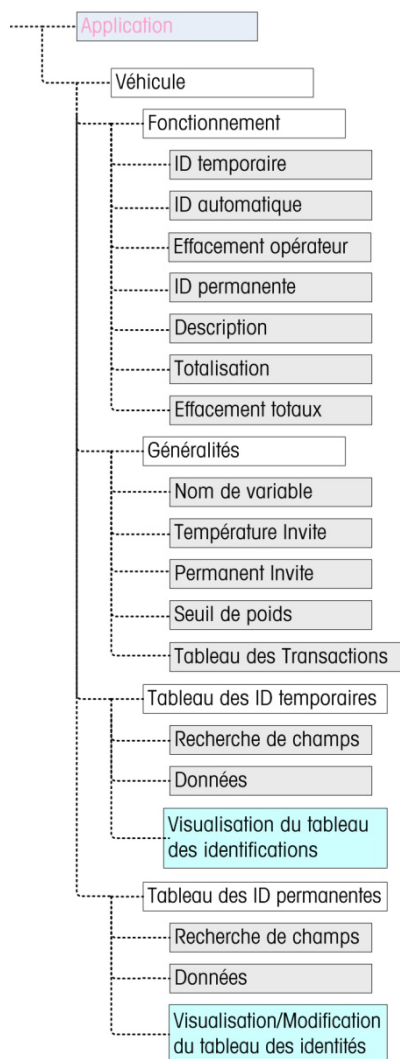 Application
Véhicule
Fonctionnement
ID temporaire
ID automatique
Effacement opérateur
ID permanente
Description
Totalisation
Effacement totaux
Généralités
Nom de variable
Température Invite
Permanent Invite
Seuil de poids
Tableau des Transactions
Tableau des ID temporaires
Recherche de champs
Données
Visualisation du tableau
des identifications
Tableau des ID permanentes
Recherche de champs
Données
Visualisation/Modification
du tableau des identités